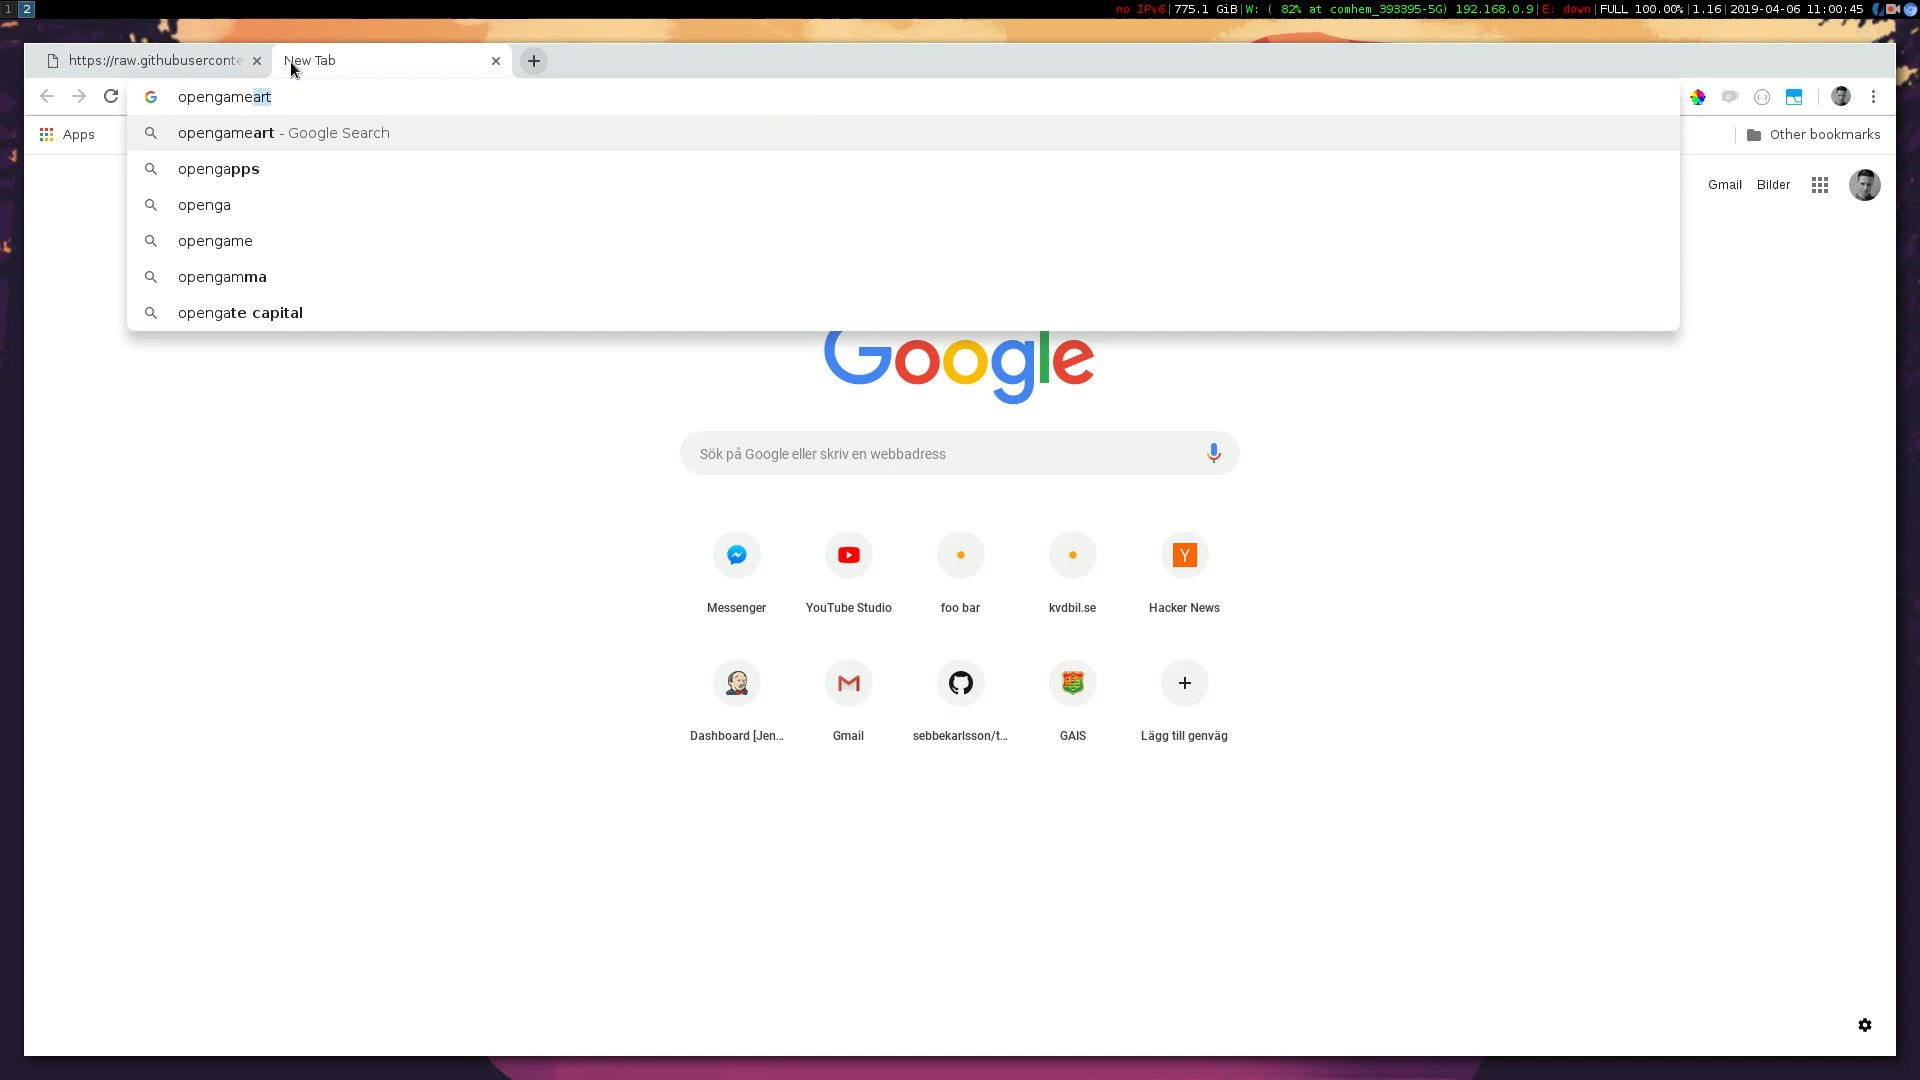 1 2 no IPv6|775.1 GiB|W: ( 82% at comhem_393395-5G) 192.168.0.9|E: down|FULL 100.00%|1.16|2019-04-06 11:00:45
https://raw.githubuserconte New Tab
opengameart
opengameart - Google Search
Apps Other bookmarks
opengapps
Gmail Bilder
openga
opengame
opengamma
opengate capital
Google
Sök på Google eller skriv en webbadress
Messenger YouTube Studio foo bar kvdbil.se Hacker News
Dashboard [Jen... Gmail sebbekarlsson/t... GAIS Lägg till genväg